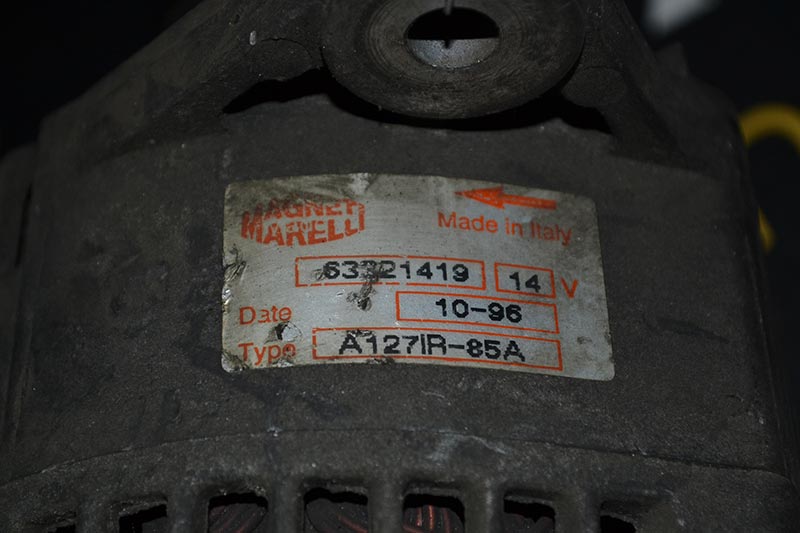 MAGNETI
MARELLI
Made in Italy
63321419 14 V
Date 10-96
Type A127IR-85A